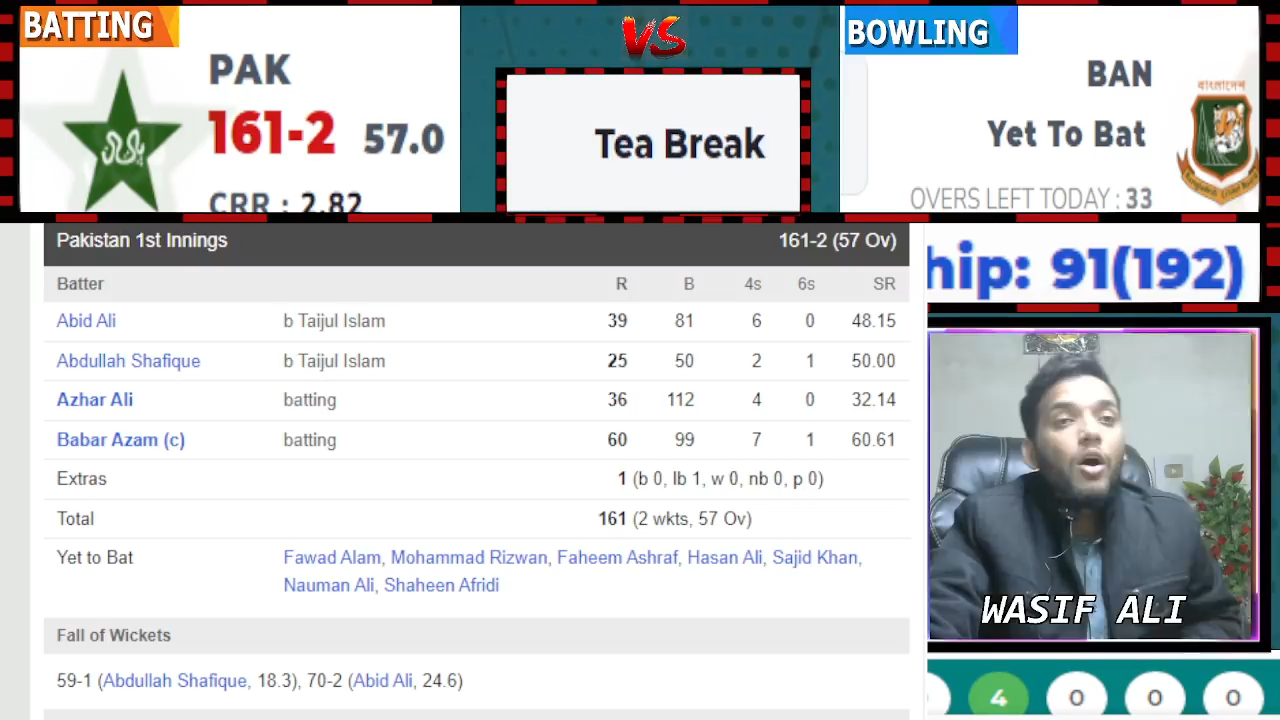 BATTING
PAK
161-2 57.0
CRR : 2.82
VS
Tea Break
BOWLING
BAN
Yet To Bat
OVERS LEFT TODAY : 33
বাংলাদেশ
Pakistan 1st Innings 161-2 (57 Ov)
Batter R B 4s 6s SR
Abid Ali b Taijul Islam 39 81 6 0 48.15
Abdullah Shafique b Taijul Islam 25 50 2 1 50.00
Azhar Ali batting 36 112 4 0 32.14
Babar Azam (c) batting 60 99 7 1 60.61
Extras 1 (b 0, lb 1, w 0, nb 0, p 0)
Total 161 (2 wkts, 57 Ov)
Yet to Bat Fawad Alam, Mohammad Rizwan, Faheem Ashraf, Hasan Ali, Sajid Khan,
Nauman Ali, Shaheen Afridi
Fall of Wickets
59-1 (Abdullah Shafique, 18.3), 70-2 (Abid Ali, 24.6)
hip: 91(192)
WASIF ALI
4 0 0 0